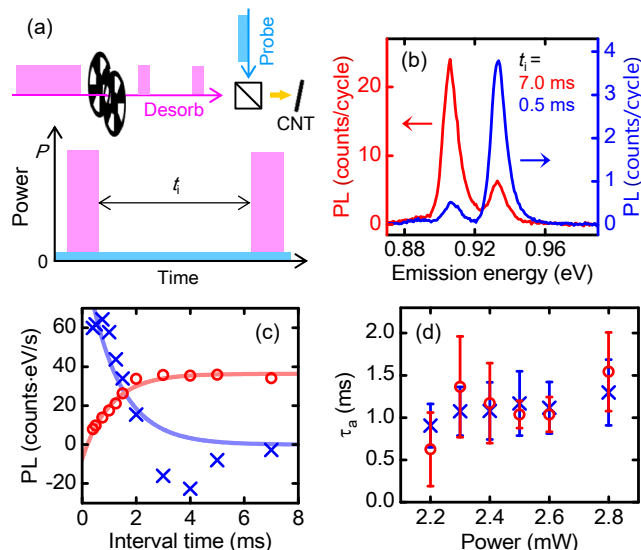 (a)
Probe
Desorb
CNT
P
Power
0
tᵢ
Time
(b)
tᵢ =
7.0 ms
0.5 ms
PL (counts/cycle)
20
10
0
PL (counts/cycle)
4
3
2
1
0
0.88 0.92 0.96
Emission energy (eV)
(c)
PL (counts·eV/s)
60
40
20
0
-20
0 2 4 6 8
Interval time (ms)
(d)
τₐ (ms)
2.0
1.5
1.0
0.5
0.0
2.2 2.4 2.6 2.8
Power (mW)